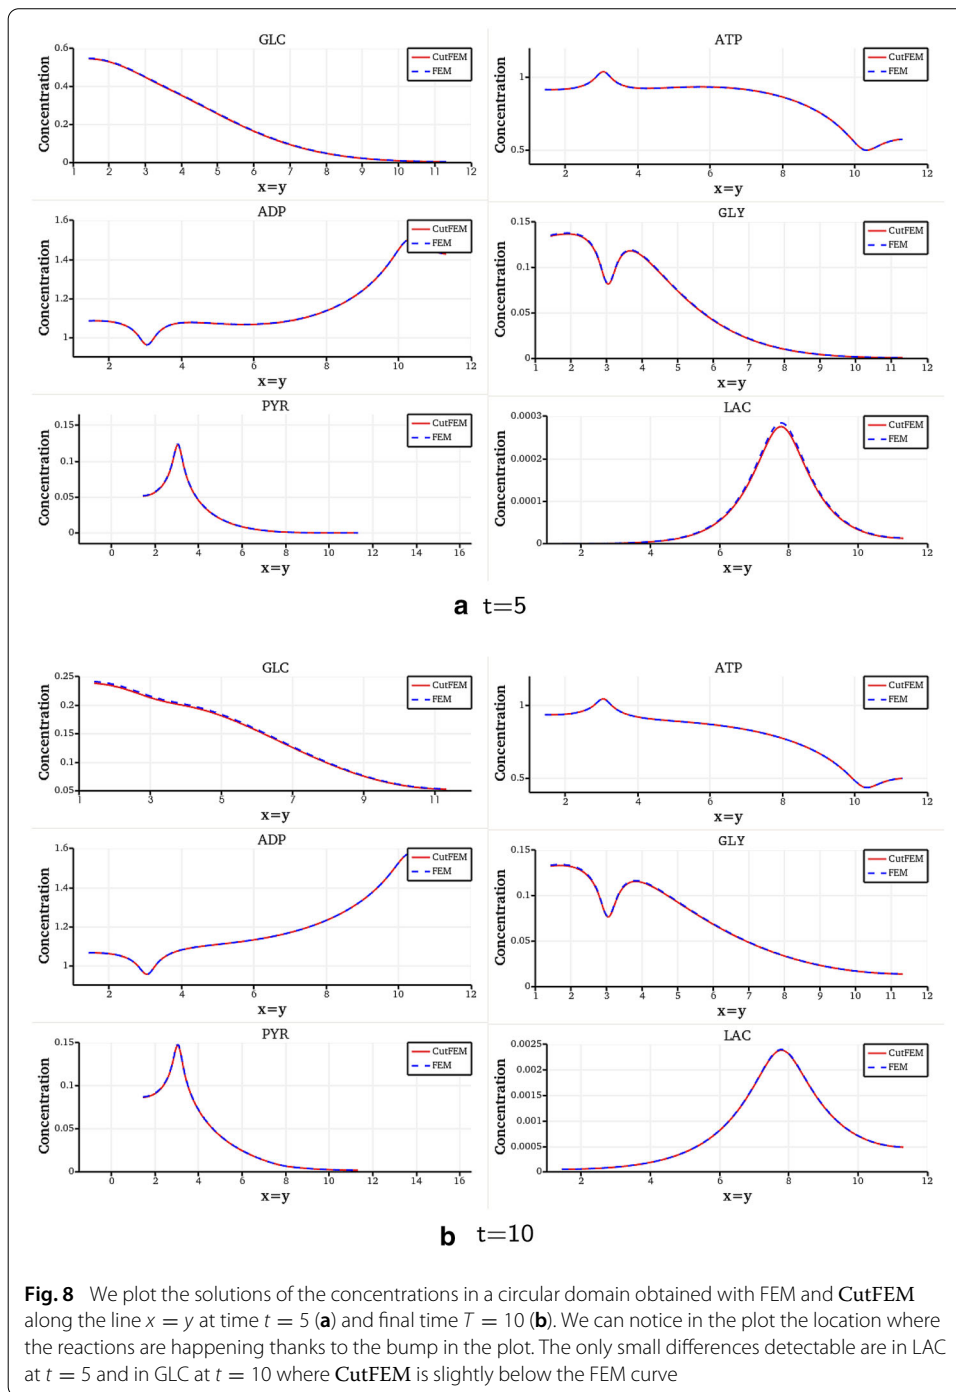 GLC
Concentration
0.6
0.4
0.2
0
1 2 3 4 5 6 7 8 9 10 11 12
x=y
CutFEM
FEM
ATP
Concentration
1
0.5
2 4 6 8 10 12
x=y
CutFEM
FEM
ADP
Concentration
1.6
1.4
1.2
1
2 4 6 8 10 12
x=y
CutFEM
FEM
GLY
Concentration
0.15
0.1
0.05
0
1 2 3 4 5 6 7 8 9 10 11 12
x=y
CutFEM
FEM
PYR
Concentration
0.15
0.1
0.05
0
0 2 4 6 8 10 12 14 16
x=y
CutFEM
FEM
LAC
Concentration
0.0003
0.0002
0.0001
0
4 6 8 10 12
x=y
CutFEM
FEM
a t=5
GLC
Concentration
0.25
0.2
0.15
0.1
0.05
1 3 5 7 9 11
x=y
CutFEM
FEM
ATP
Concentration
1
0.5
2 4 6 8 10 12
x=y
CutFEM
FEM
ADP
Concentration
1.6
1.4
1.2
1
2 4 6 8 10 12
x=y
CutFEM
FEM
GLY
Concentration
0.15
0.1
0.05
0
1 2 3 4 5 6 7 8 9 10 11 12
x=y
CutFEM
FEM
PYR
Concentration
0.15
0.1
0.05
0
0 2 4 6 8 10 12 14 16
x=y
CutFEM
FEM
LAC
Concentration
0.0025
0.002
0.0015
0.001
0.0005
0
4 6 8 10 12
x=y
CutFEM
FEM
b t=10
Fig. 8 We plot the solutions of the concentrations in a circular domain obtained with FEM and CutFEM
along the line x = y at time t = 5 (a) and final time T = 10 (b). We can notice in the plot the location where
the reactions are happening thanks to the bump in the plot. The only small differences detectable are in LAC
at t = 5 and in GLC at t = 10 where CutFEM is slightly below the FEM curve